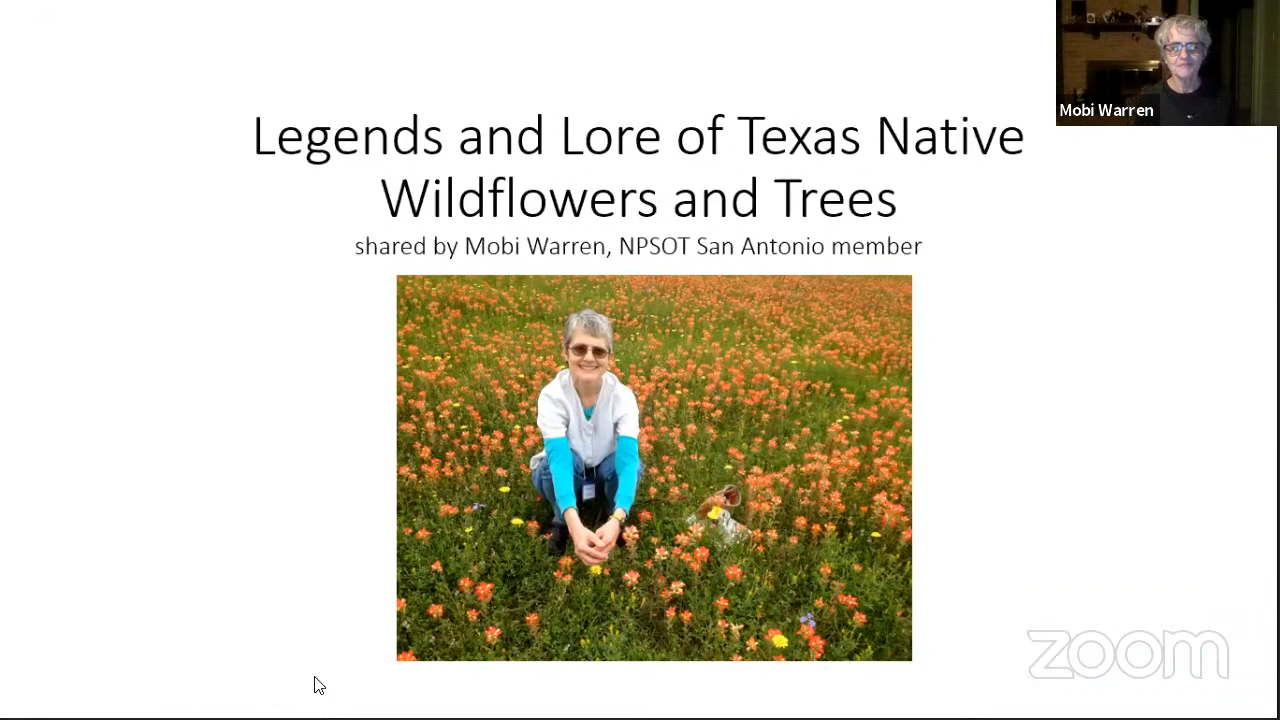 Legends and Lore of Texas Native
Wildflowers and Trees
shared by Mobi Warren, NPSOT San Antonio member
Mobi Warren
zoom